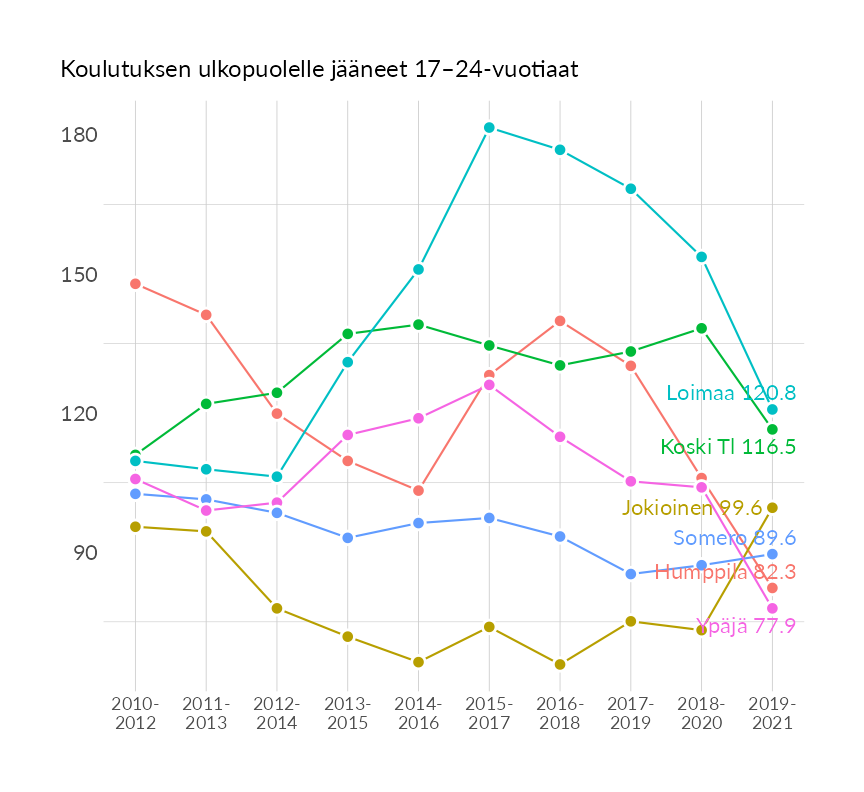 Koulutuksen ulkopuolelle jääneet 17–24-vuotiaat
180
150
120
90
Loimaa 120.8
Koski Tl 116.5
Jokioinen 99.6
Somero 89.6
Humppila 82.3
Ypäjä 77.9
2010- 2011- 2012- 2013- 2014- 2015- 2016- 2017- 2018- 2019-
2012 2013 2014 2015 2016 2017 2018 2019 2020 2021